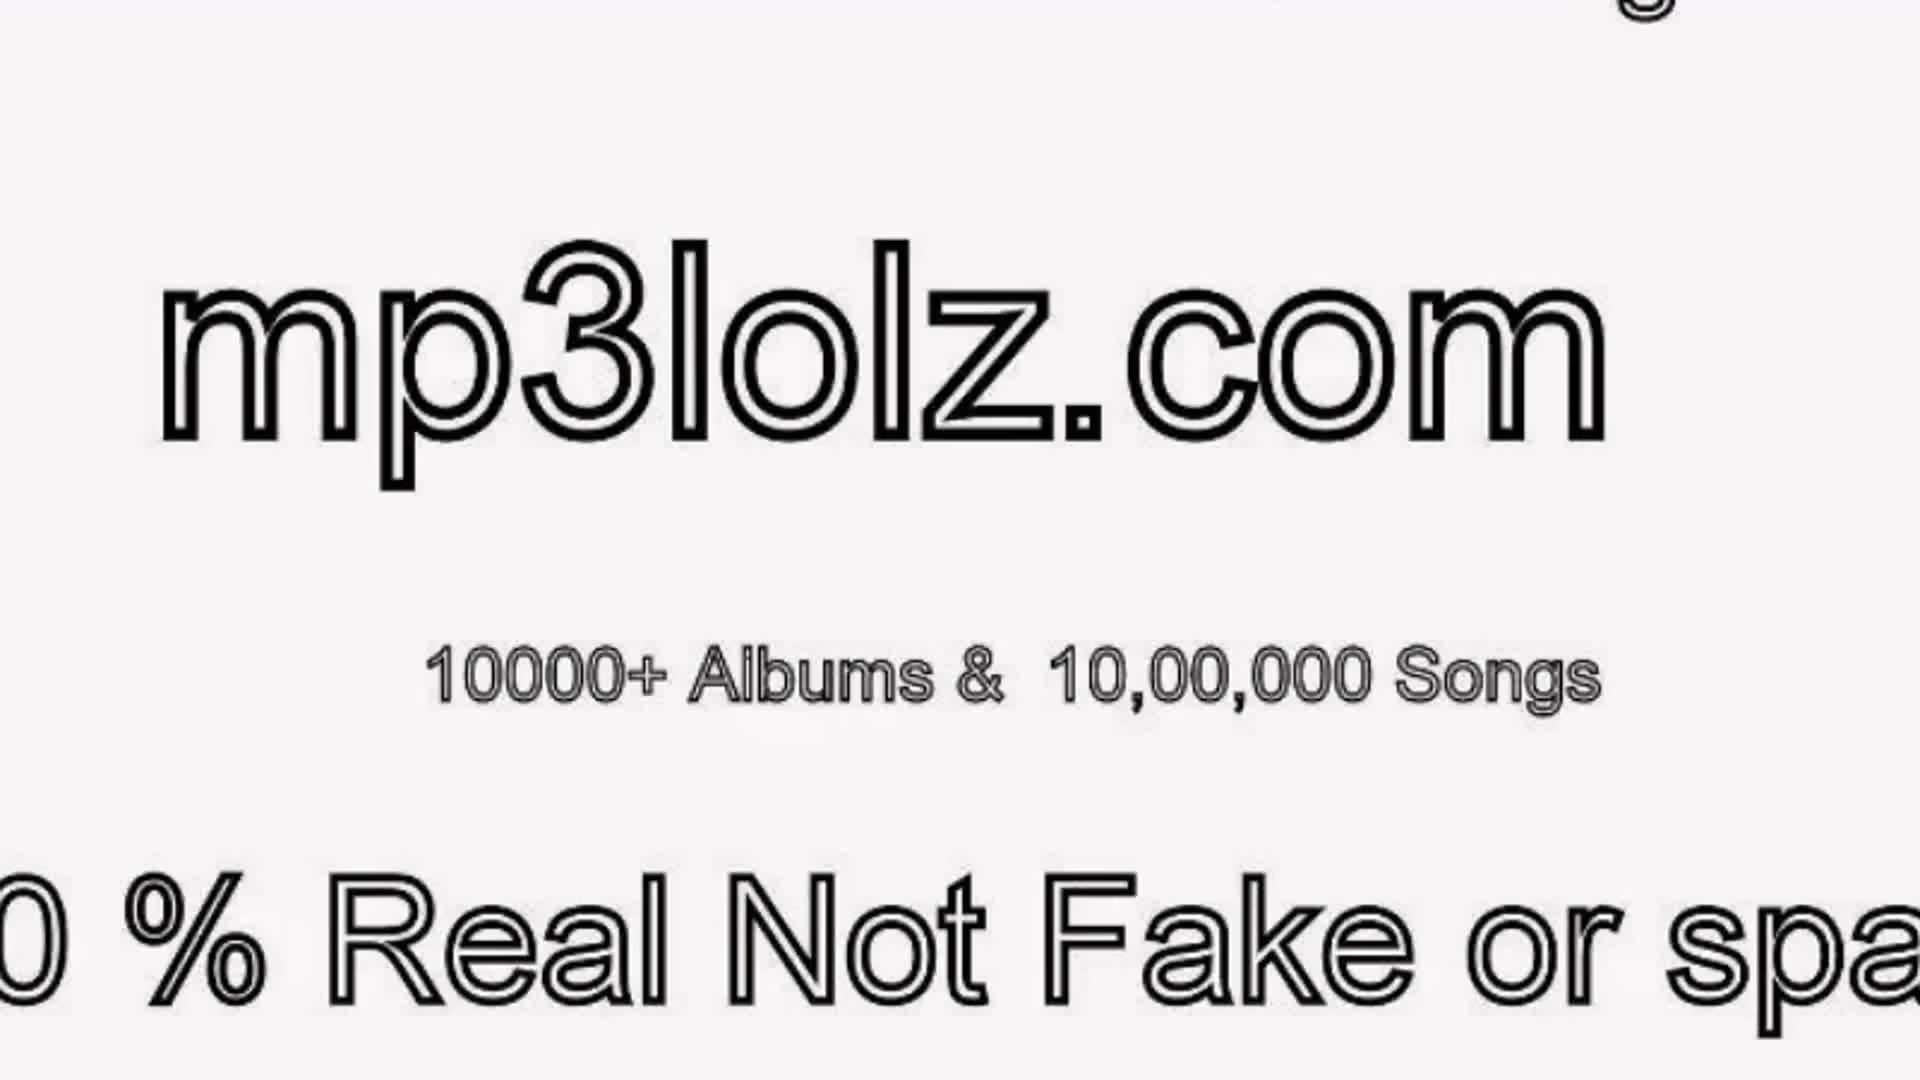 mp3lolz.com
10000+ Albums & 10,00,000 Songs
0 % Real Not Fake or spa